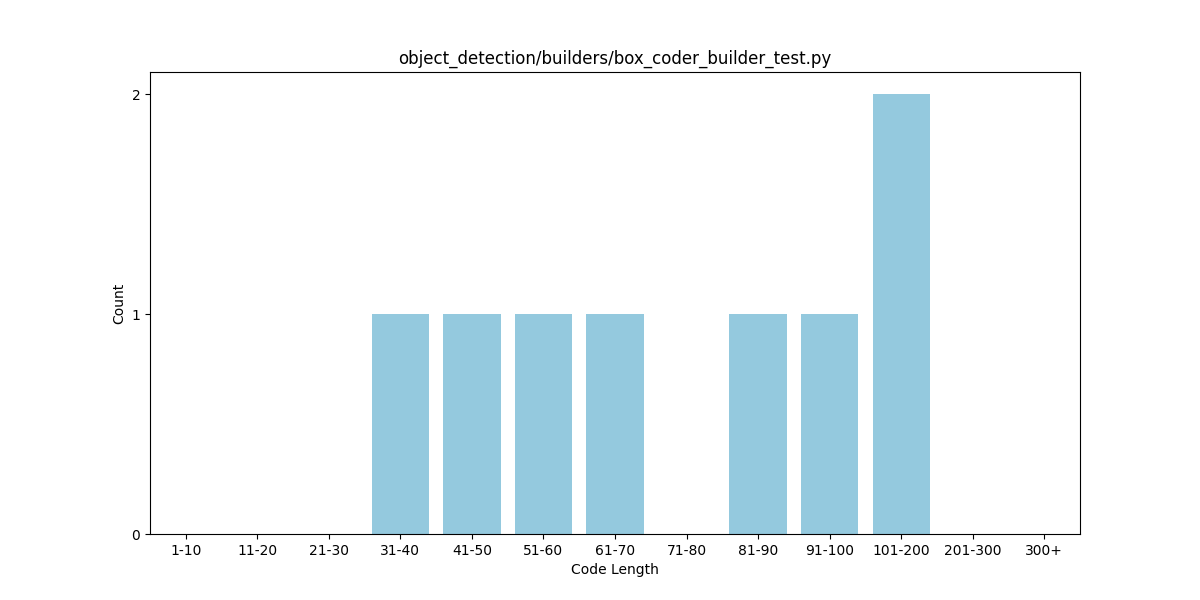 object_detection/builders/box_coder_builder_test.py
2
1
0
Count
1-10 11-20 21-30 31-40 41-50 51-60 61-70 71-80 81-90 91-100 101-200 201-300 300+
Code Length